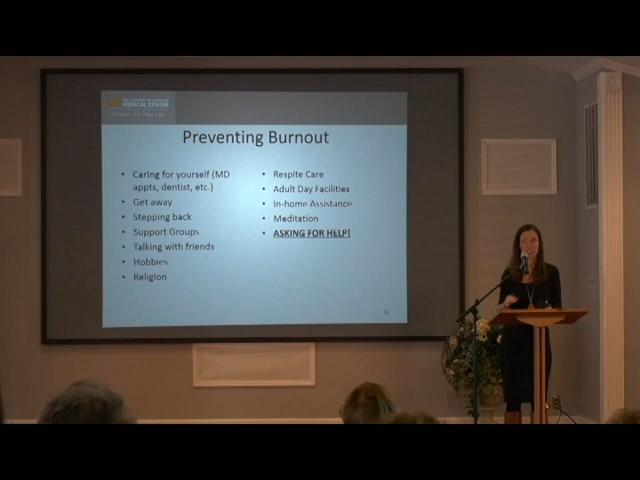 MEDICAL CENTER
Preventing Burnout
• Caring for yourself (MD
appts, dentist, etc.)
• Get away
• Stepping back
• Support Groups
• Talking with friends
• Hobbies
• Religion
• Respite Care
• Adult Day Facilities
• In-home Assistance
• Meditation
• ASKING FOR HELP!